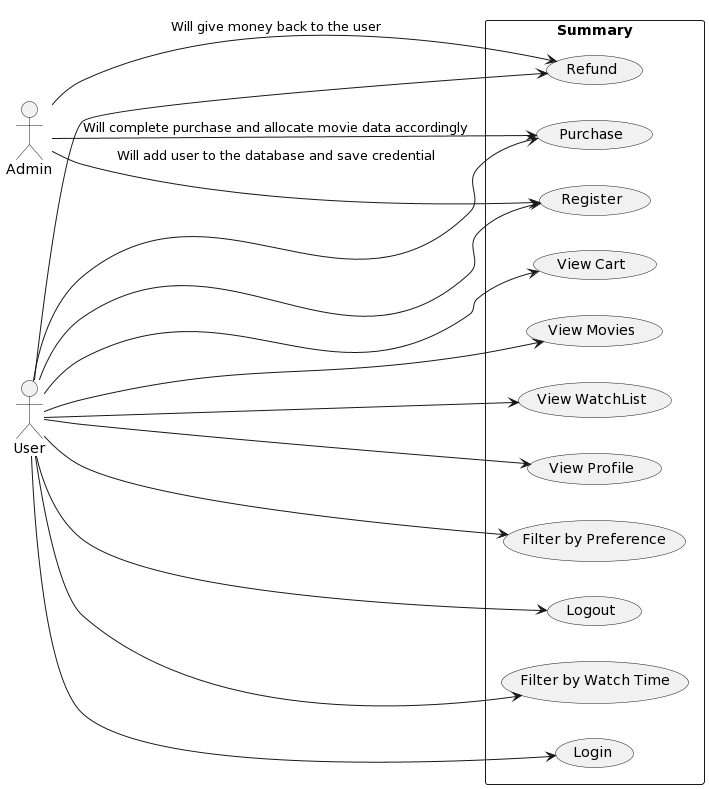 Will give money back to the user
Summary
Refund
Will complete purchase and allocate movie data accordingly
Purchase
Will add user to the database and save credential
Admin
Register
View Cart
View Movies
View WatchList
User
View Profile
Filter by Preference
Logout
Filter by Watch Time
Login